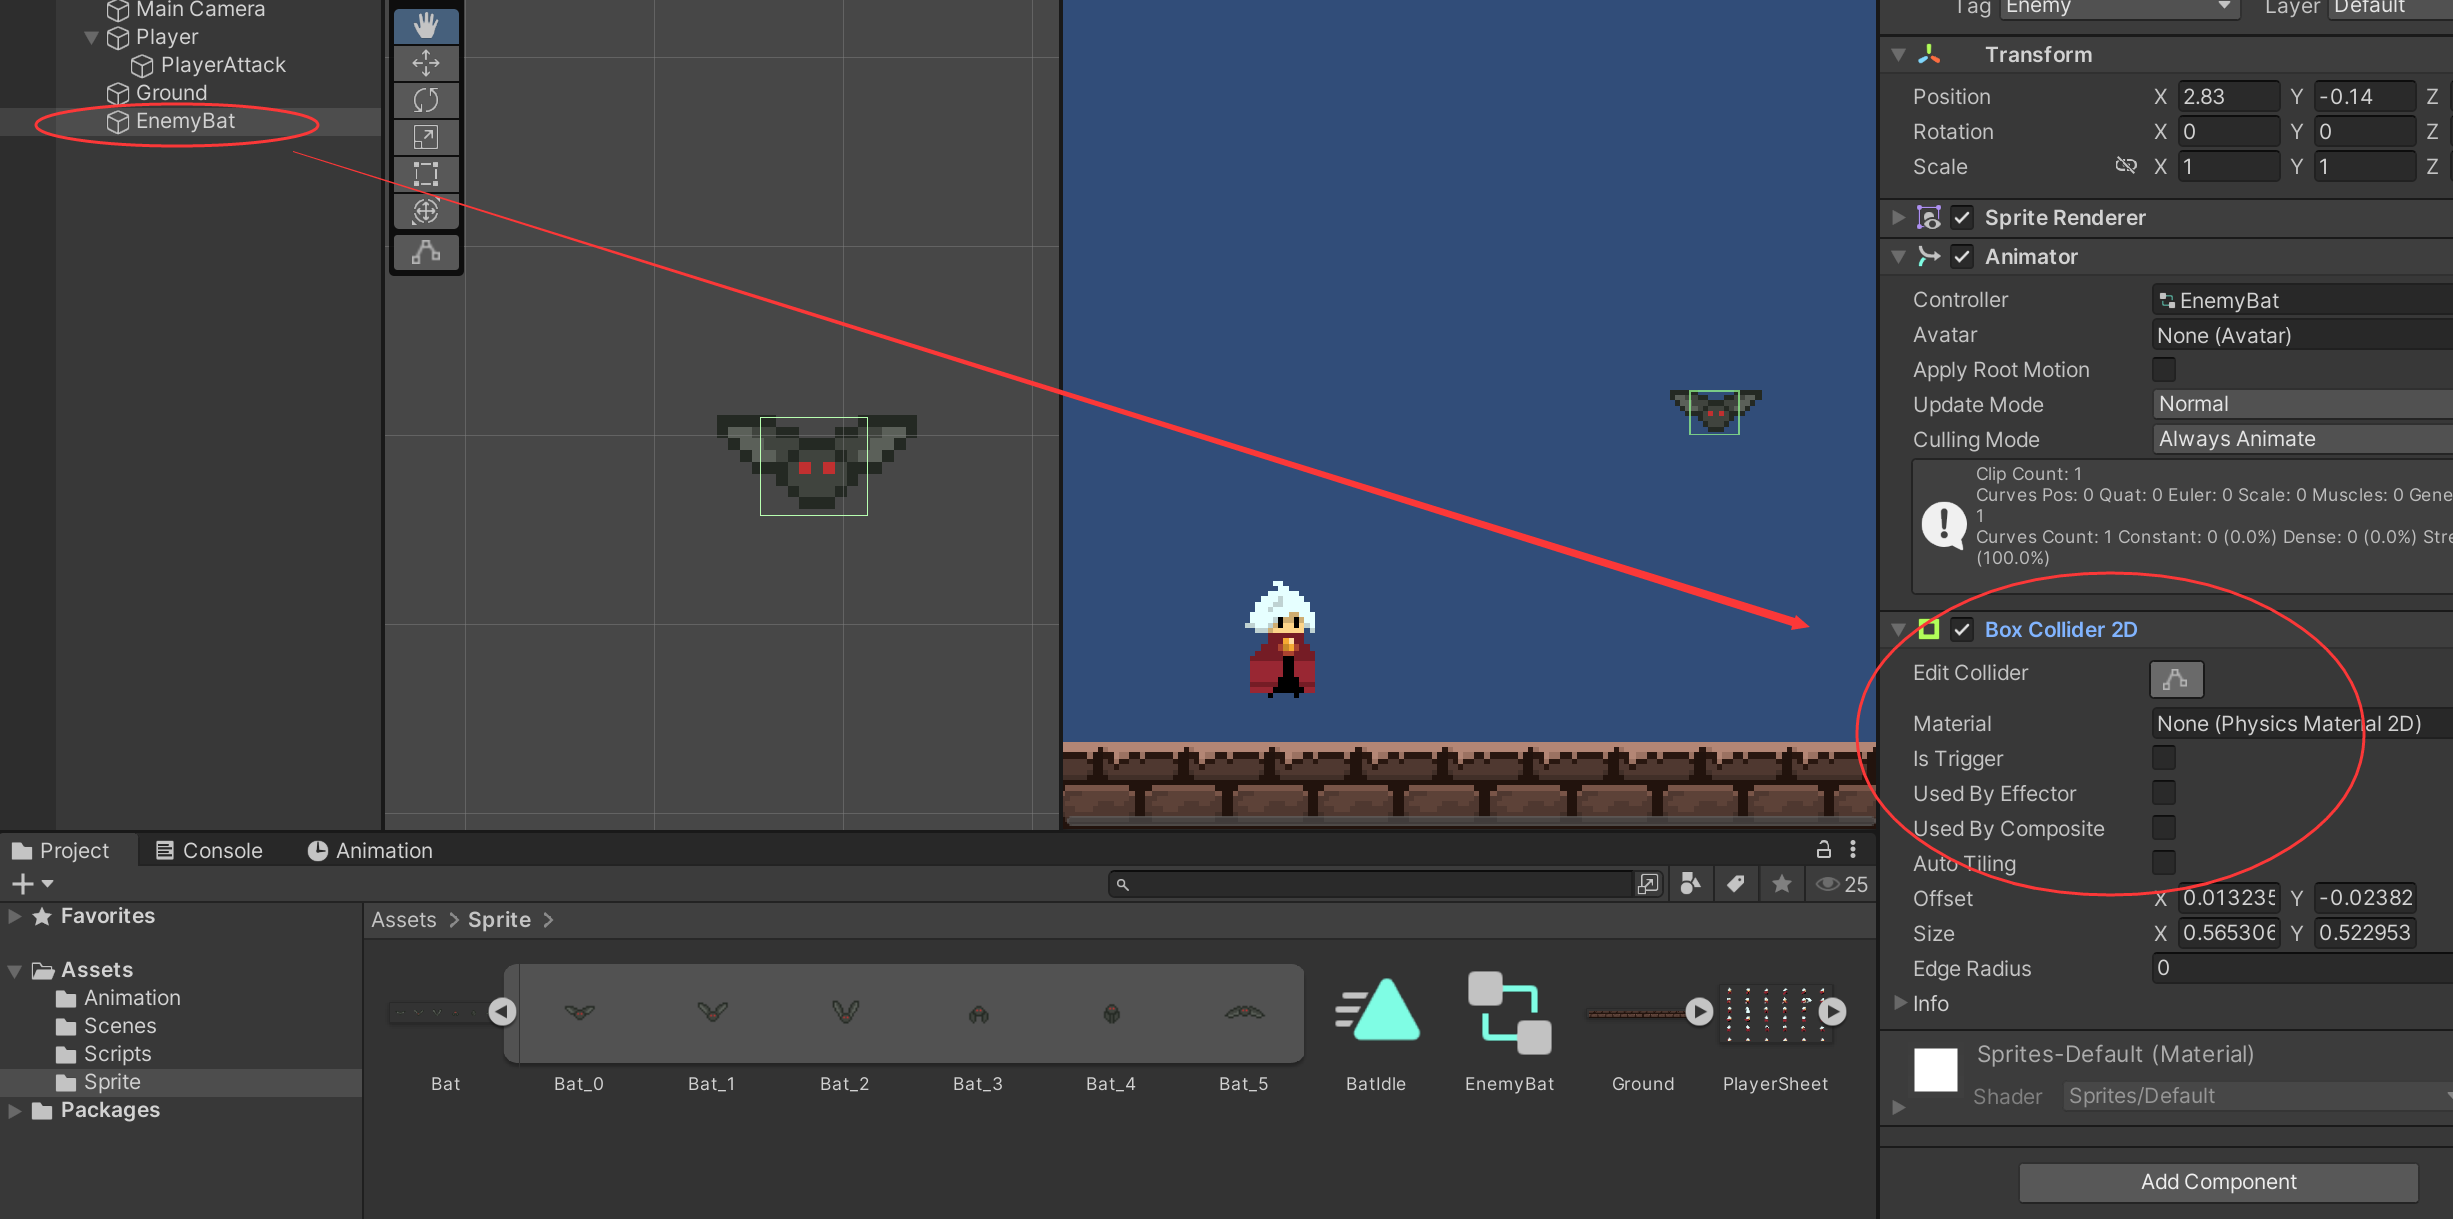 Main Camera
Player
PlayerAttack
Ground
EnemyBat
Tag Enemy Layer Default
Transform
Position X 2.83 Y -0.14 Z
Rotation X 0 Y 0 Z
Scale X 1 Y 1 Z
Sprite Renderer
Animator
Controller EnemyBat
Avatar None (Avatar)
Apply Root Motion
Update Mode Normal
Culling Mode Always Animate
Clip Count: 1
Curves Pos: 0 Quat: 0 Euler: 0 Scale: 0 Muscles: 0 Gene
1
Curves Count: 1 Constant: 0 (0.0%) Dense: 0 (0.0%) Stre
(100.0%)
Box Collider 2D
Edit Collider
Material None (Physics Material 2D)
Is Trigger
Used By Effector
Used By Composite
Auto Tiling
Offset X 0.013235 Y -0.02382
Size X 0.565306 Y 0.522953
Edge Radius 0
Info
Sprites-Default (Material)
Shader Sprites/Default
Add Component
Project Console Animation
25
Favorites
Assets
Animation
Scenes
Scripts
Sprite
Packages
Assets > Sprite >
Bat Bat_0 Bat_1 Bat_2 Bat_3 Bat_4 Bat_5 BatIdle EnemyBat Ground PlayerSheet